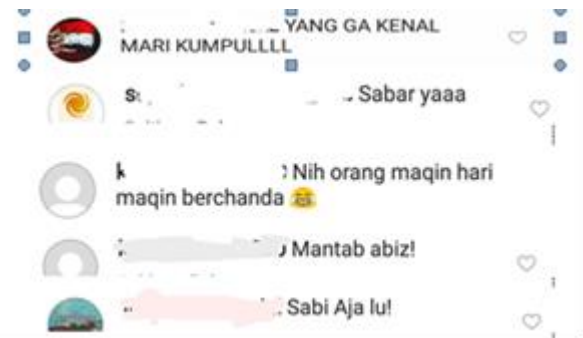 YANG GA KENAL
MARI KUMPULLLL
Sabar yaaa
Nih orang maqin hari
maqin berchanda 😂
Mantab abiz!
Sabi Aja lu!